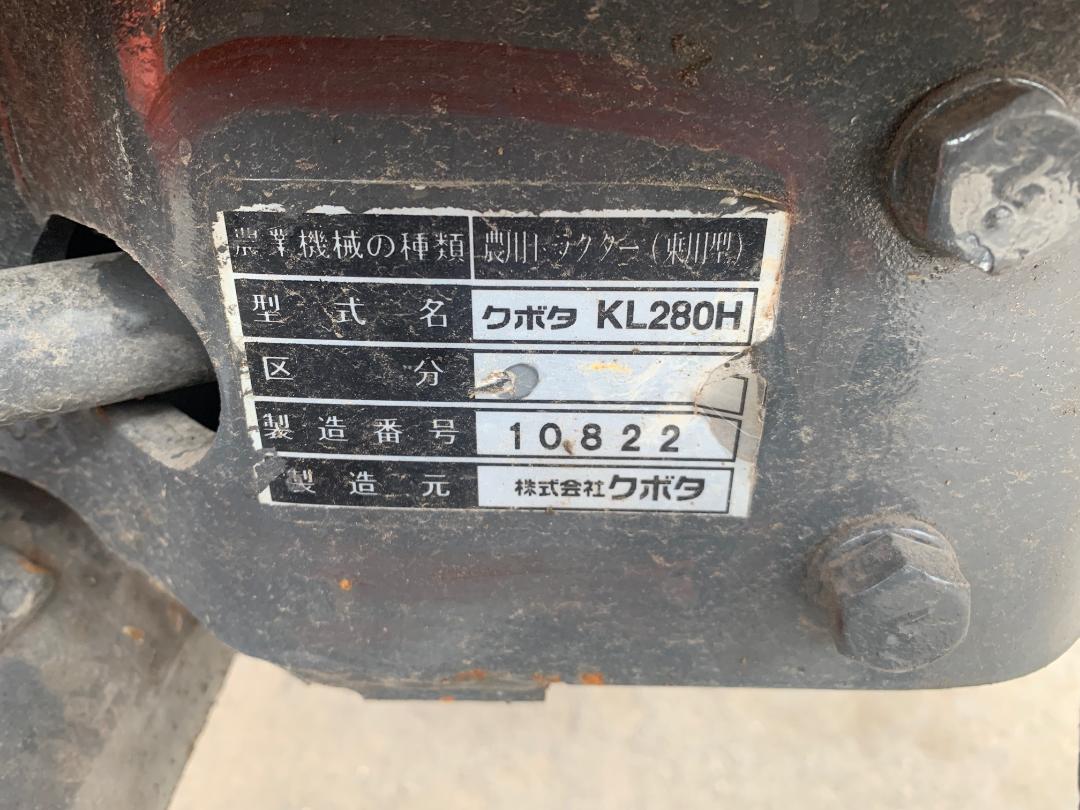 農業機械の種類 農用トラクター(乗用型)
型式名 クボタ KL280H
区分
製造番号 10822
製造元 株式会社クボタ